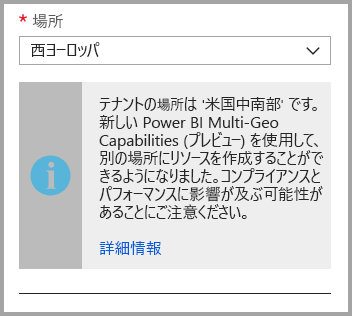 * 場所
西ヨーロッパ
テナントの場所は '米国中南部' です。
新しい Power BI Multi-Geo
Capabilities (プレビュー) を使用して、
別の場所にリソースを作成することがで
きるようになりました。コンプライアンスと
パフォーマンスに影響が及ぶ可能性が
あることにご注意ください。
詳細情報